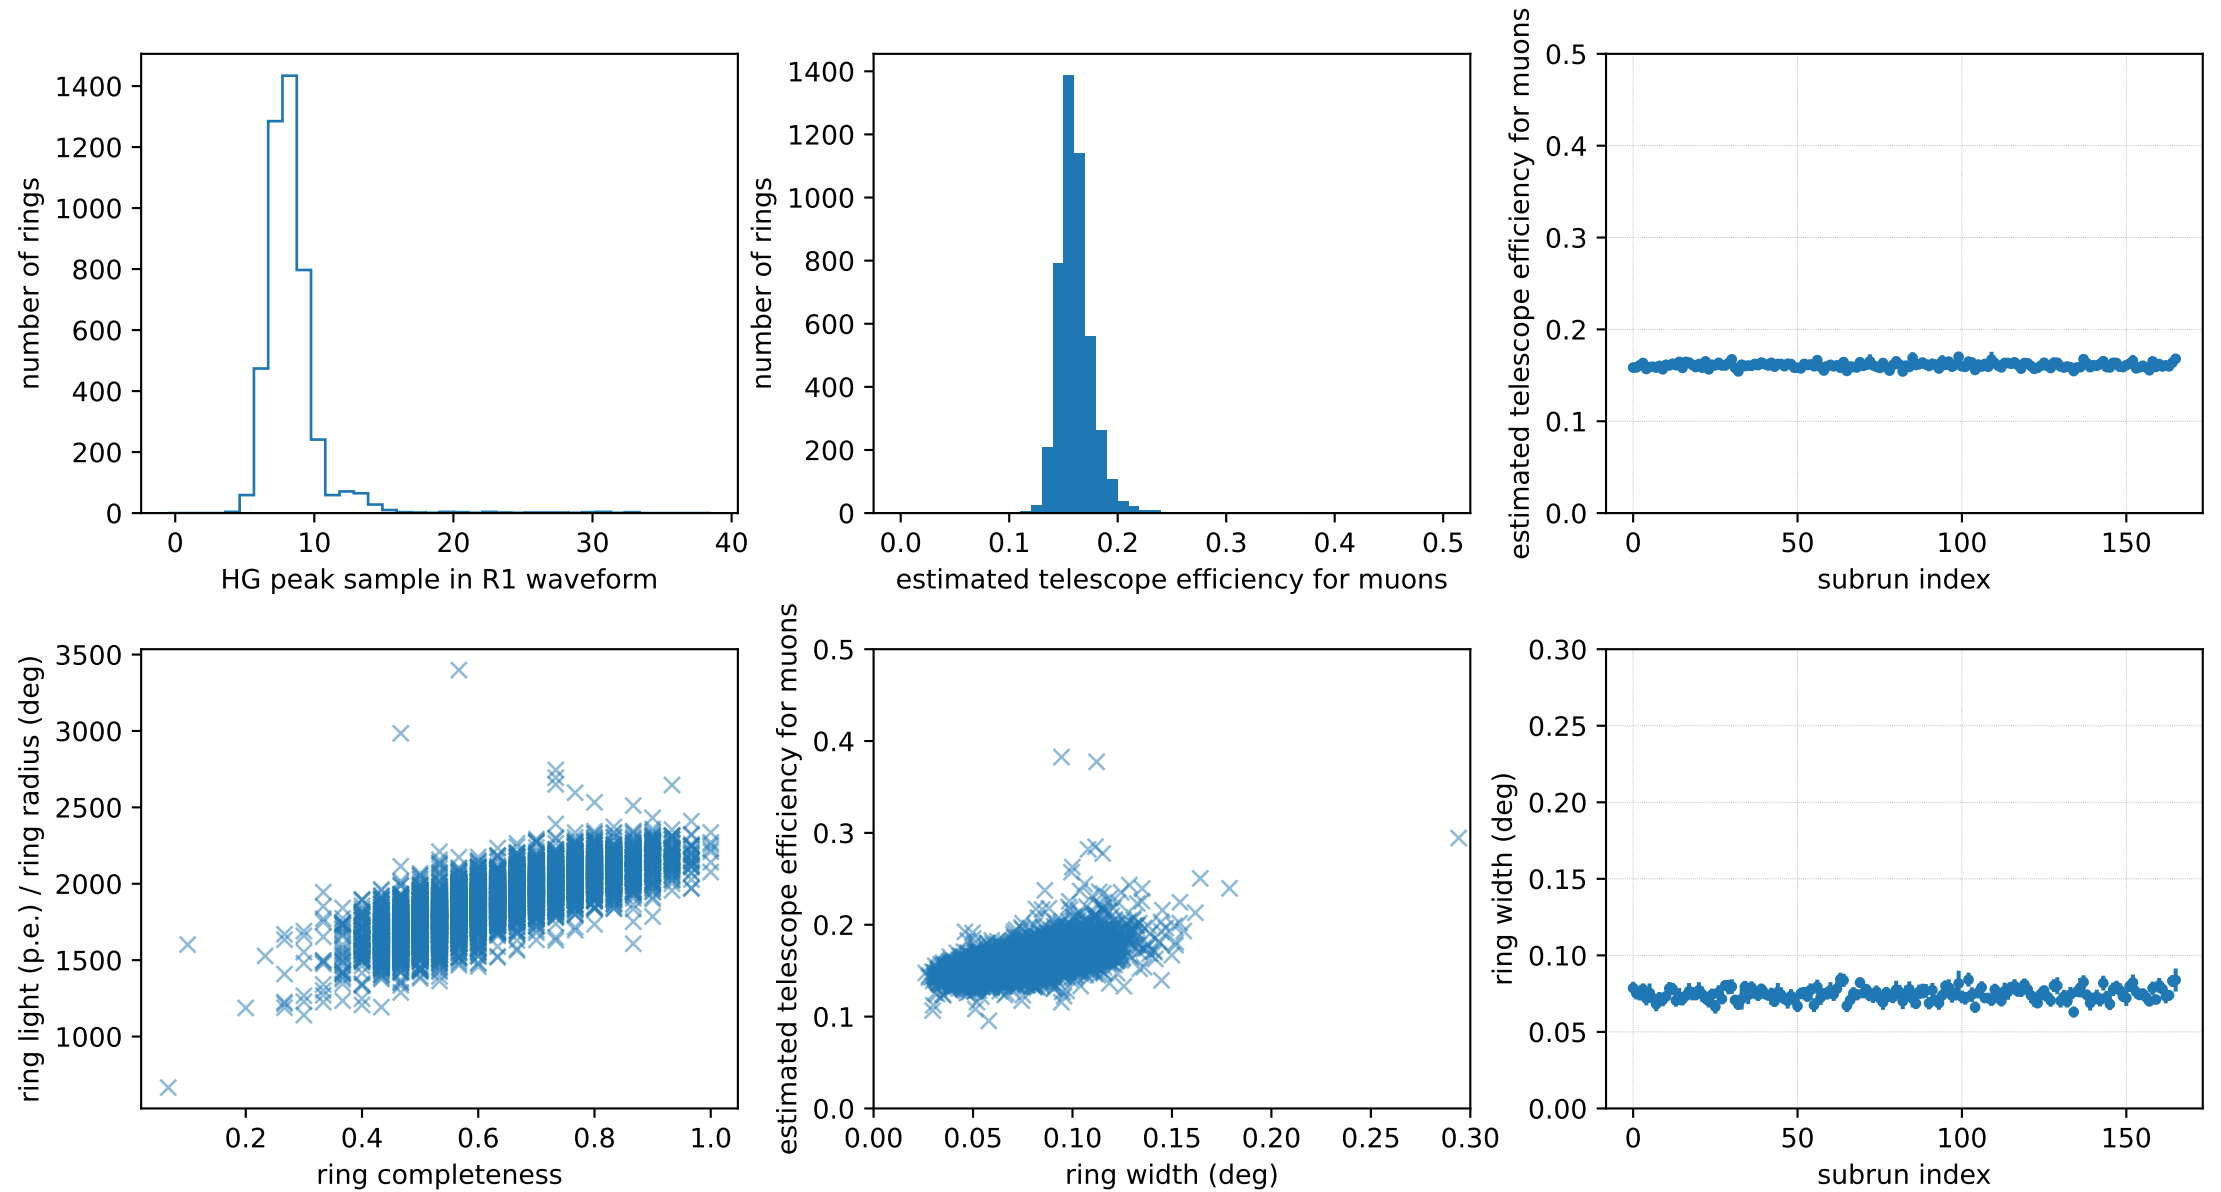 number of rings
1400
1200
1000
800
600
400
200
0
0 10 20 30 40
HG peak sample in R1 waveform
number of rings
1400
1200
1000
800
600
400
200
0
0.0 0.1 0.2 0.3 0.4 0.5
estimated telescope efficiency for muons
estimated telescope efficiency for muons
0.5
0.4
0.3
0.2
0.1
0.0
0 50 100 150
subrun index
ring light (p.e.) / ring radius (deg)
3500
3000
2500
2000
1500
1000
0.2 0.4 0.6 0.8 1.0
ring completeness
estimated telescope efficiency for muons
0.5
0.4
0.3
0.2
0.1
0.0
0.00 0.05 0.10 0.15 0.20 0.25 0.30
ring width (deg)
ring width (deg)
0.30
0.25
0.20
0.15
0.10
0.05
0.00
0 50 100 150
subrun index